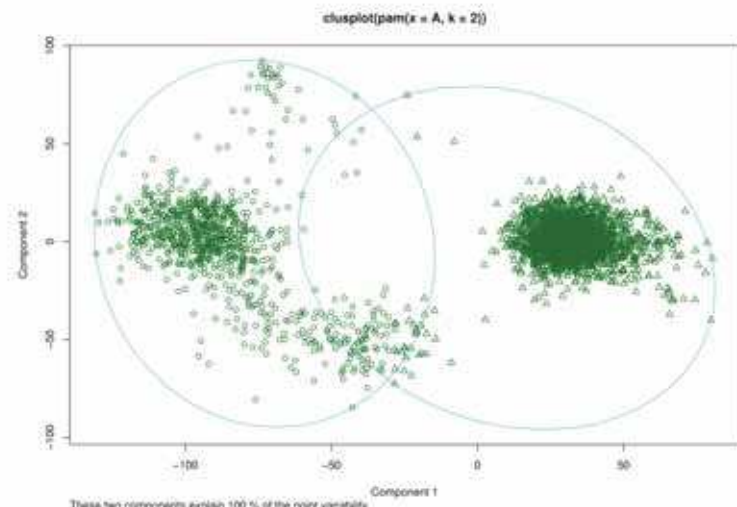 clusplot(pam(x = A, k = 2))
100
50
0
-50
-100
Component 2
-100
-50
0
50
Component 1
These two components explain 100 % of the point variability.